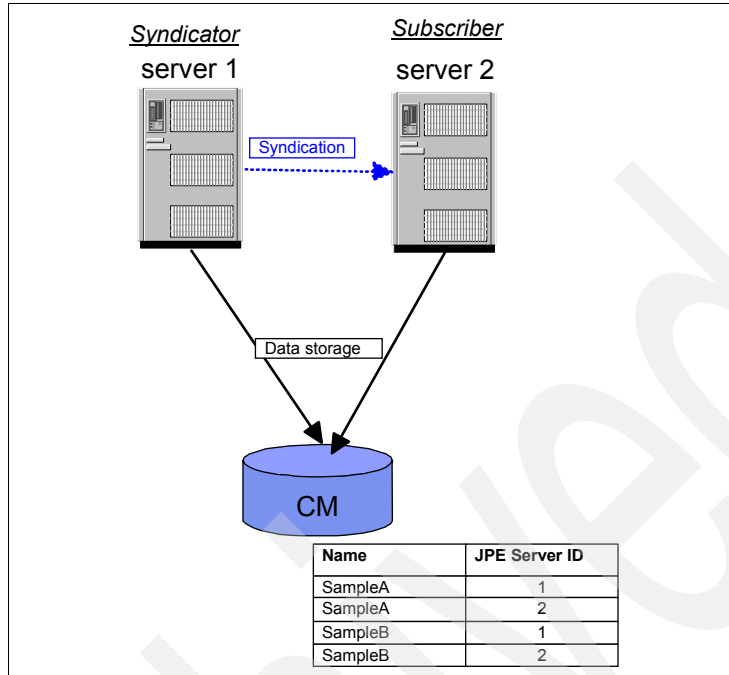 Syndicator
Subscriber
server 1
server 2
Syndication
Data storage
CM
Name JPE Server ID
SampleA 1
SampleA 2
SampleB 1
SampleB 2